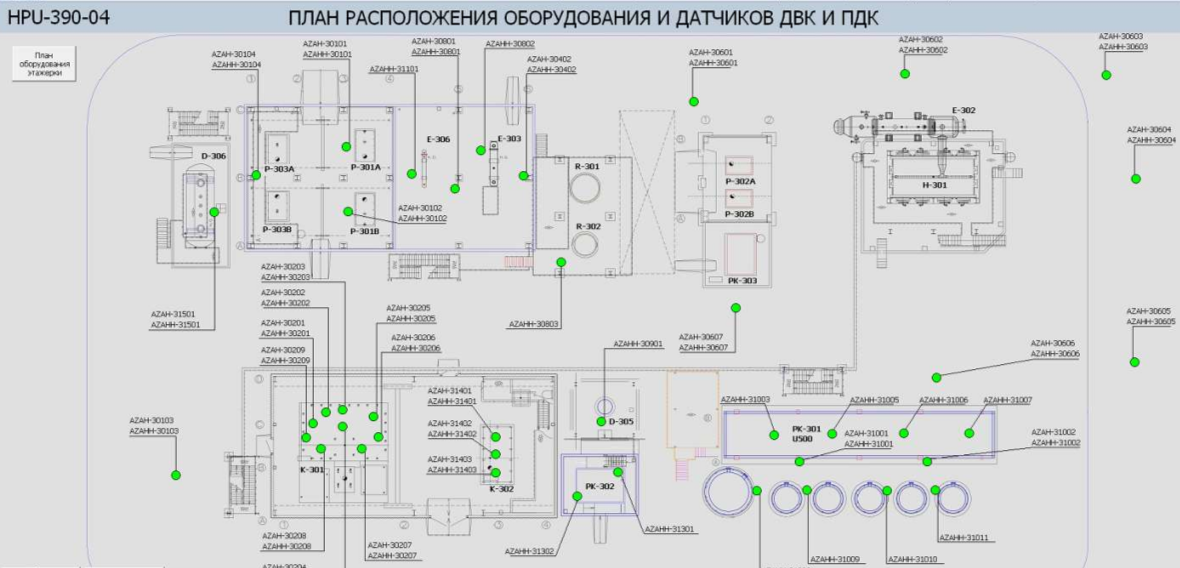 HPU-390-04
ПЛАН РАСПОЛОЖЕНИЯ ОБОРУДОВАНИЯ И ДАТЧИКОВ ДВК И ПДК
План
оборудования
этажерки
AZAH-30104
AZAHH-30104
AZAH-30101
AZAHH-30101
AZAHH-31101
AZAH-30801
AZAHH-30801
AZAHH-30802
AZAH-30402
AZAHH-30402
AZAH-30601
AZAHH-30601
AZAH-30602
AZAHH-30602
AZAH-30603
AZAHH-30603
AZAH-30604
AZAHH-30604
E-302
H-301
D-306
P-303A
P-301A
E-306
E-303
R-301
P-302A
P-302B
P-303B
P-301B
AZAH-30102
AZAHH-30102
R-302
PK-303
AZAH-31501
AZAHH-31501
AZAH-30203
AZAHH-30203
AZAH-30202
AZAHH-30202
AZAH-30201
AZAHH-30201
AZAH-30209
AZAHH-30209
AZAH-30205
AZAHH-30205
AZAH-30206
AZAHH-30206
AZAHH-30803
AZAHH-30901
AZAH-30607
AZAHH-30607
AZAH-30605
AZAHH-30605
AZAH-30606
AZAHH-30606
AZAH-30103
AZAHH-30103
AZAH-31401
AZAHH-31401
AZAH-31402
AZAHH-31402
AZAH-31403
AZAHH-31403
K-301
K-302
D-305
PK-302
AZAHH-31003
AZAHH-31005
AZAHH-31006
AZAHH-31007
PK-301
U500
AZAH-31001
AZAHH-31001
AZAH-31002
AZAHH-31002
AZAH-30208
AZAHH-30208
AZAH-30207
AZAHH-30207
AZAHH-31302
AZAHH-31301
AZAHH-31009
AZAHH-31010
AZAHH-31011